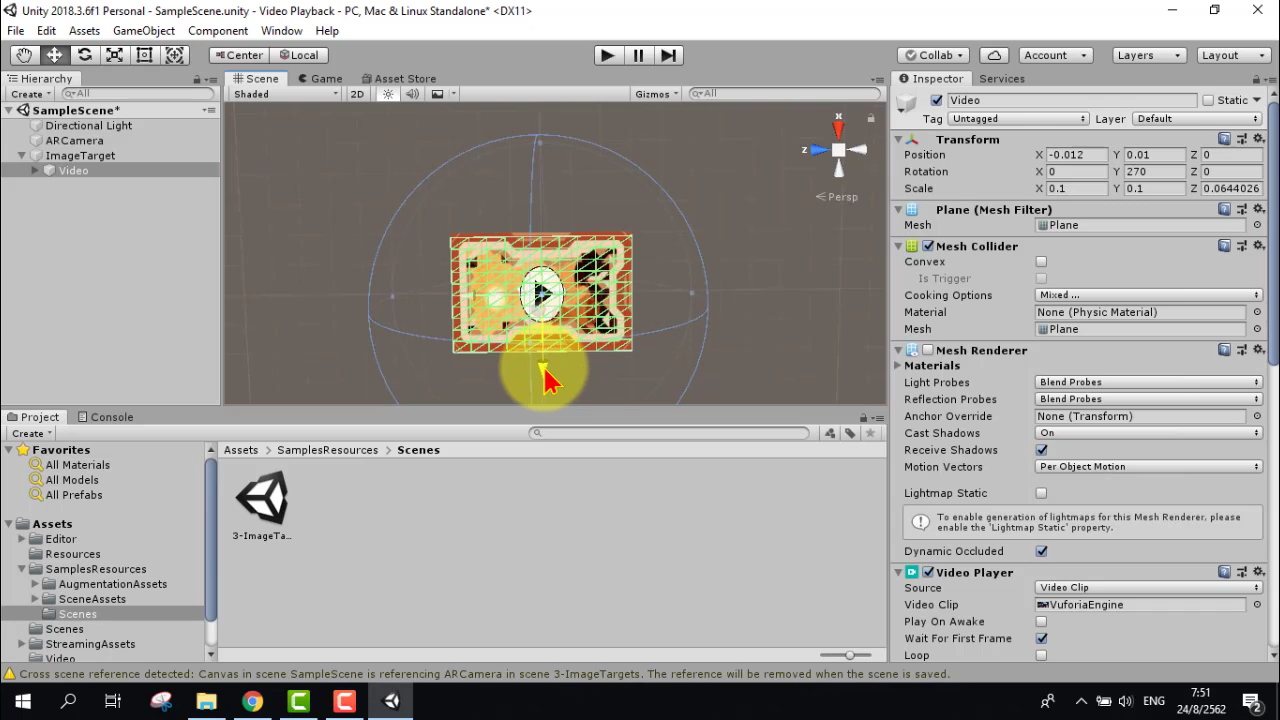 Unity 2018.3.6f1 Personal - SampleScene.unity - Video Playback - PC, Mac & Linux Standalone* <DX11>
File Edit Assets GameObject Component Window Help
Center Local Collab Account Layers Layout
Hierarchy
Create All
SampleScene*
Directional Light
ARCamera
ImageTarget
Video
Scene Game Asset Store
Shaded 2D Gizmos All
x
z
Persp
Inspector Services
Video Static
Tag Untagged Layer Default
Transform
Position X -0.012 Y 0.01 Z 0
Rotation X 0 Y 270 Z 0
Scale X 0.1 Y 0.1 Z 0.0644026
Plane (Mesh Filter)
Mesh Plane
Mesh Collider
Convex
Is Trigger
Cooking Options Mixed ...
Material None (Physic Material)
Mesh Plane
Mesh Renderer
Materials
Light Probes Blend Probes
Reflection Probes Blend Probes
Anchor Override None (Transform)
Cast Shadows On
Receive Shadows
Motion Vectors Per Object Motion
Lightmap Static
To enable generation of lightmaps for this Mesh Renderer, please
enable the 'Lightmap Static' property.
Dynamic Occluded
Video Player
Source Video Clip
Video Clip VuforiaEngine
Play On Awake
Wait For First Frame
Loop
Project Console
Create
Favorites
All Materials
All Models
All Prefabs
Assets
Editor
Resources
SamplesResources
AugmentationAssets
SceneAssets
Scenes
Scenes
StreamingAssets
Video
Assets SamplesResources Scenes
3-ImageTa...
Cross scene reference detected: Canvas in scene SampleScene is referencing ARCamera in scene 3-ImageTargets. The reference will be removed when the scene is saved.
ENG
7:51
24/8/2562
2